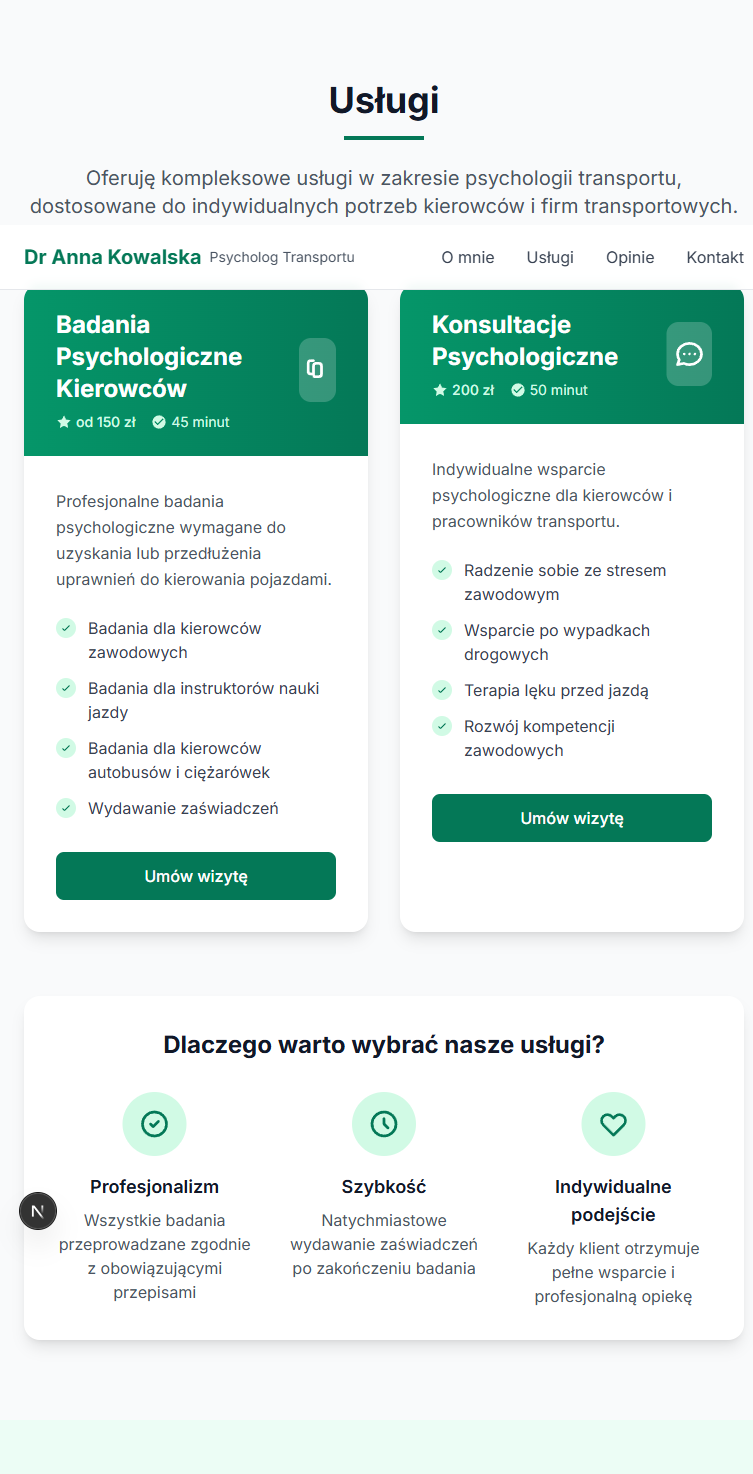 Usługi
Oferuję kompleksowe usługi w zakresie psychologii transportu,
dostosowane do indywidualnych potrzeb kierowców i firm transportowych.
Dr Anna Kowalska Psycholog Transportu
O mnie
Usługi
Opinie
Kontakt
Badania
Psychologiczne
Kierowców
od 150 zł
45 minut
Profesjonalne badania
psychologiczne wymagane do
uzyskania lub przedłużenia
uprawnień do kierowania pojazdami.
Badania dla kierowców
zawodowych
Badania dla instruktorów nauki
jazdy
Badania dla kierowców
autobusów i ciężarówek
Wydawanie zaświadczeń
Umów wizytę
Konsultacje
Psychologiczne
200 zł
50 minut
Indywidualne wsparcie
psychologiczne dla kierowców i
pracowników transportu.
Radzenie sobie ze stresem
zawodowym
Wsparcie po wypadkach
drogowych
Terapia lęku przed jazdą
Rozwój kompetencji
zawodowych
Umów wizytę
Dlaczego warto wybrać nasze usługi?
Profesjonalizm
Wszystkie badania
przeprowadzane zgodnie
z obowiązującymi
przepisami
Szybkość
Natychmiastowe
wydawanie zaświadczeń
po zakończeniu badania
Indywidualne
podejście
Każdy klient otrzymuje
pełne wsparcie i
profesjonalną opiekę
N